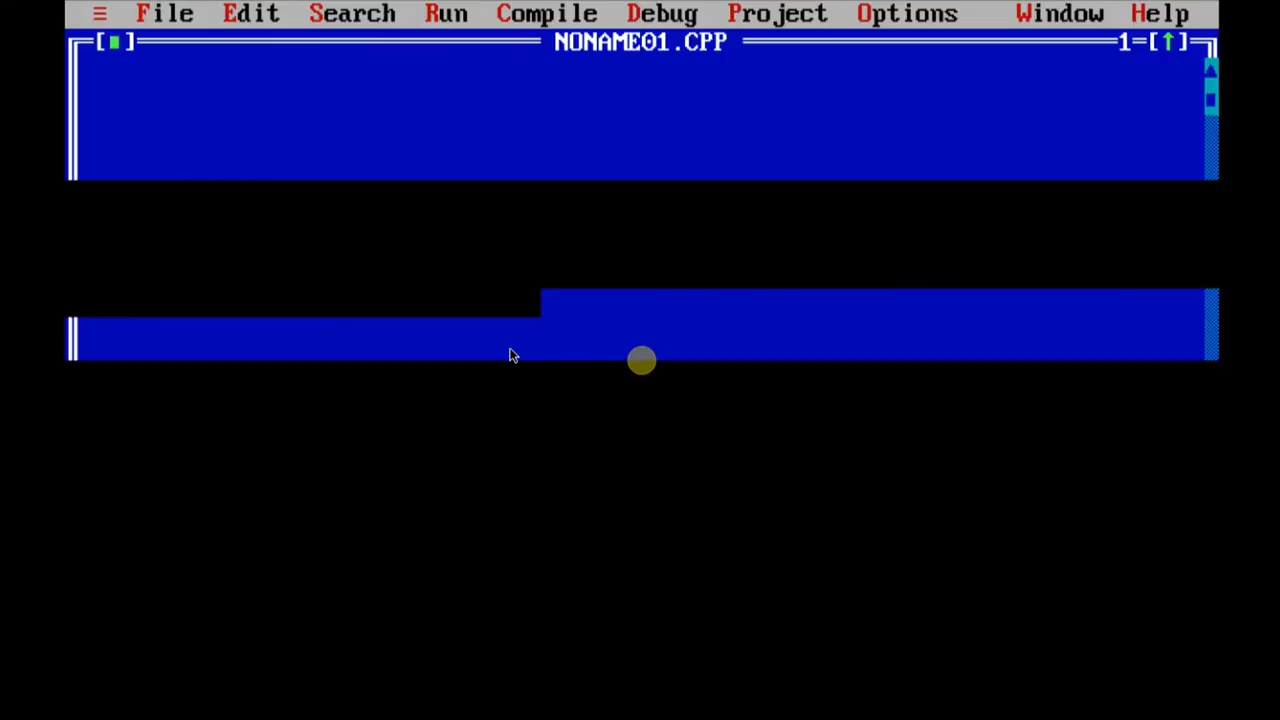 ≡ File Edit Search Run Compile Debug Project Options Window Help
[■] NONAME01.CPP 1=[↑]